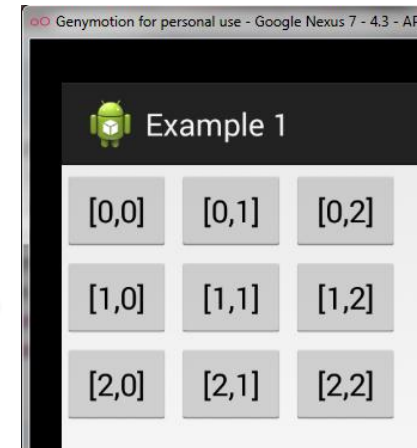 Genymotion for personal use - Google Nexus 7 - 4.3 - AP
Example 1
[0,0] [0,1] [0,2]
[1,0] [1,1] [1,2]
[2,0] [2,1] [2,2]